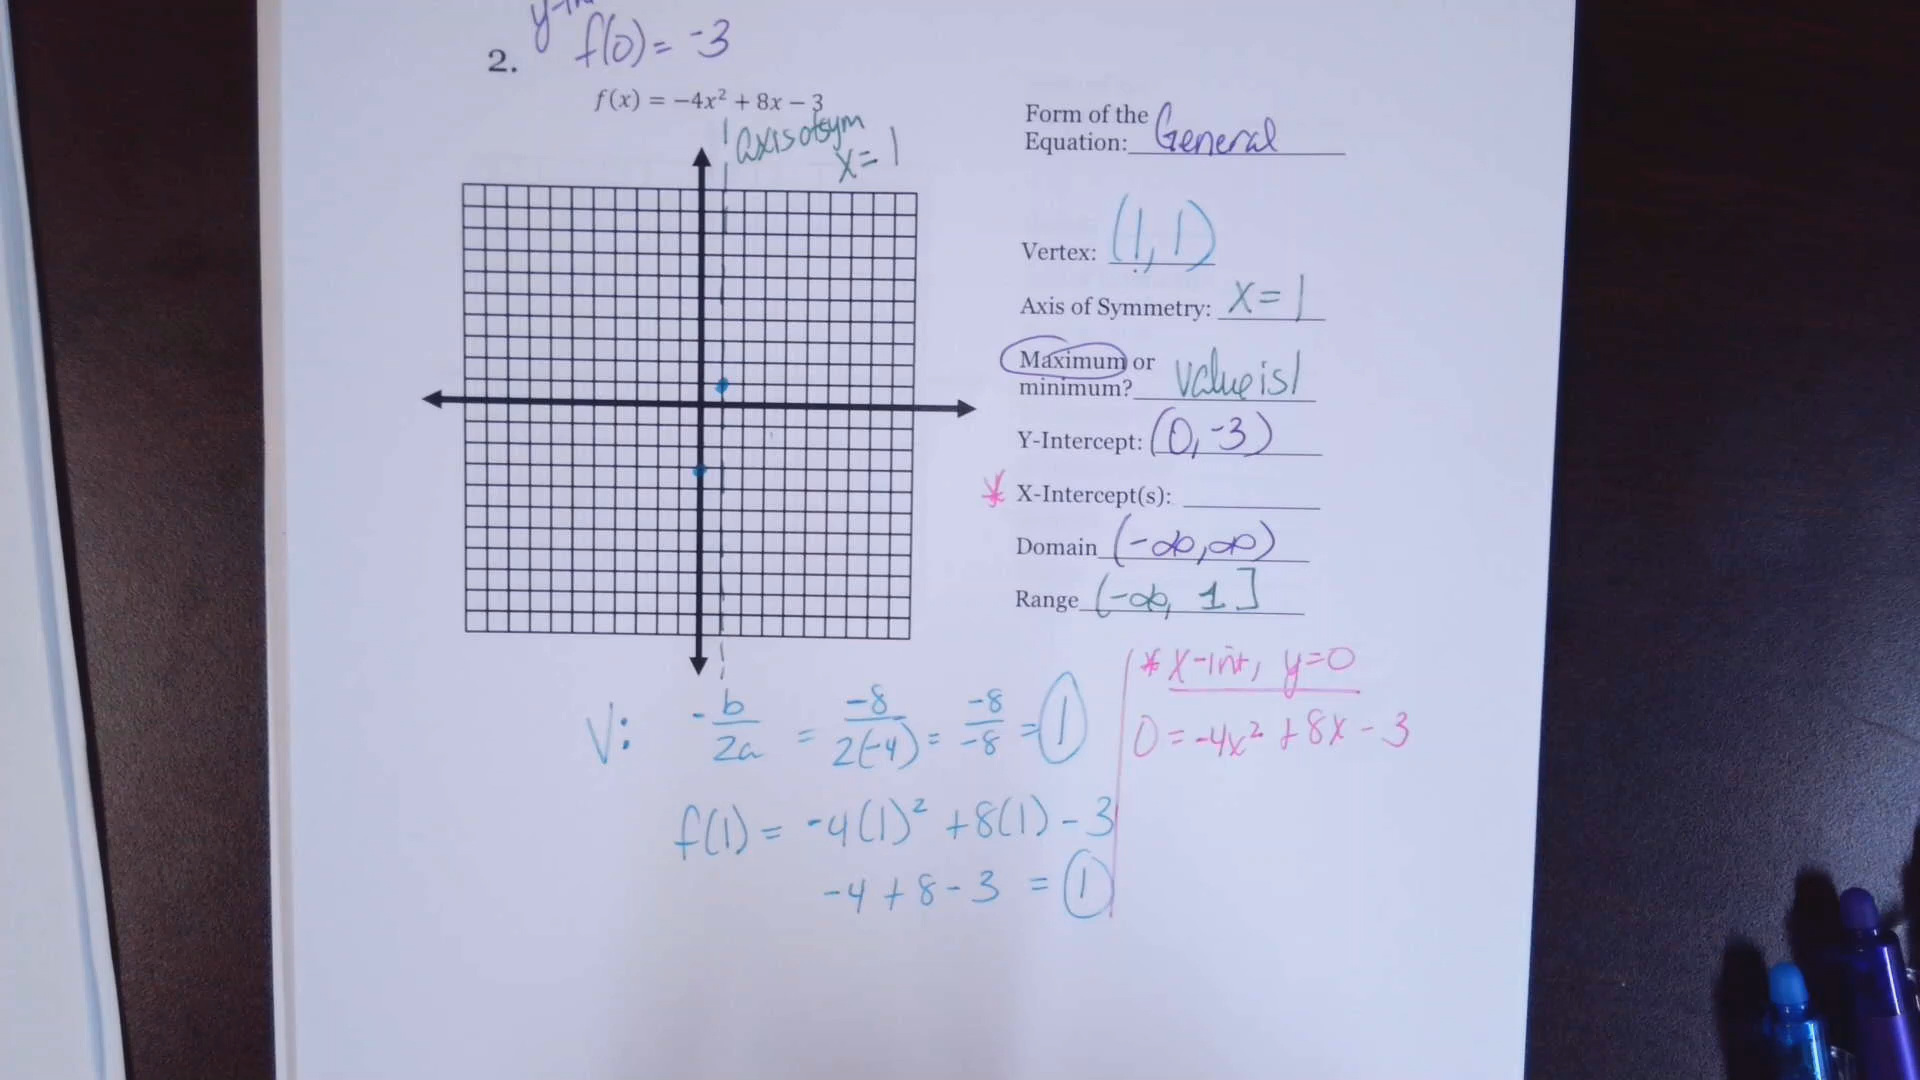 y-in
2. f(0) = -3
f(x) = −4x² + 8x − 3
axis of sym
x = 1
Form of the
Equation: General
Vertex: (1, 1)
Axis of Symmetry: x = 1
Maximum or
minimum? value is 1
Y-Intercept: (0, -3)
* X-Intercept(s):
Domain (-∞, ∞)
Range (-∞, 1]
V: -b/2a = -8/2(-4) = -8/-8 = 1
f(1) = -4(1)² + 8(1) - 3
-4 + 8 - 3 = 1
* x-int, y=0
0 = -4x² + 8x - 3